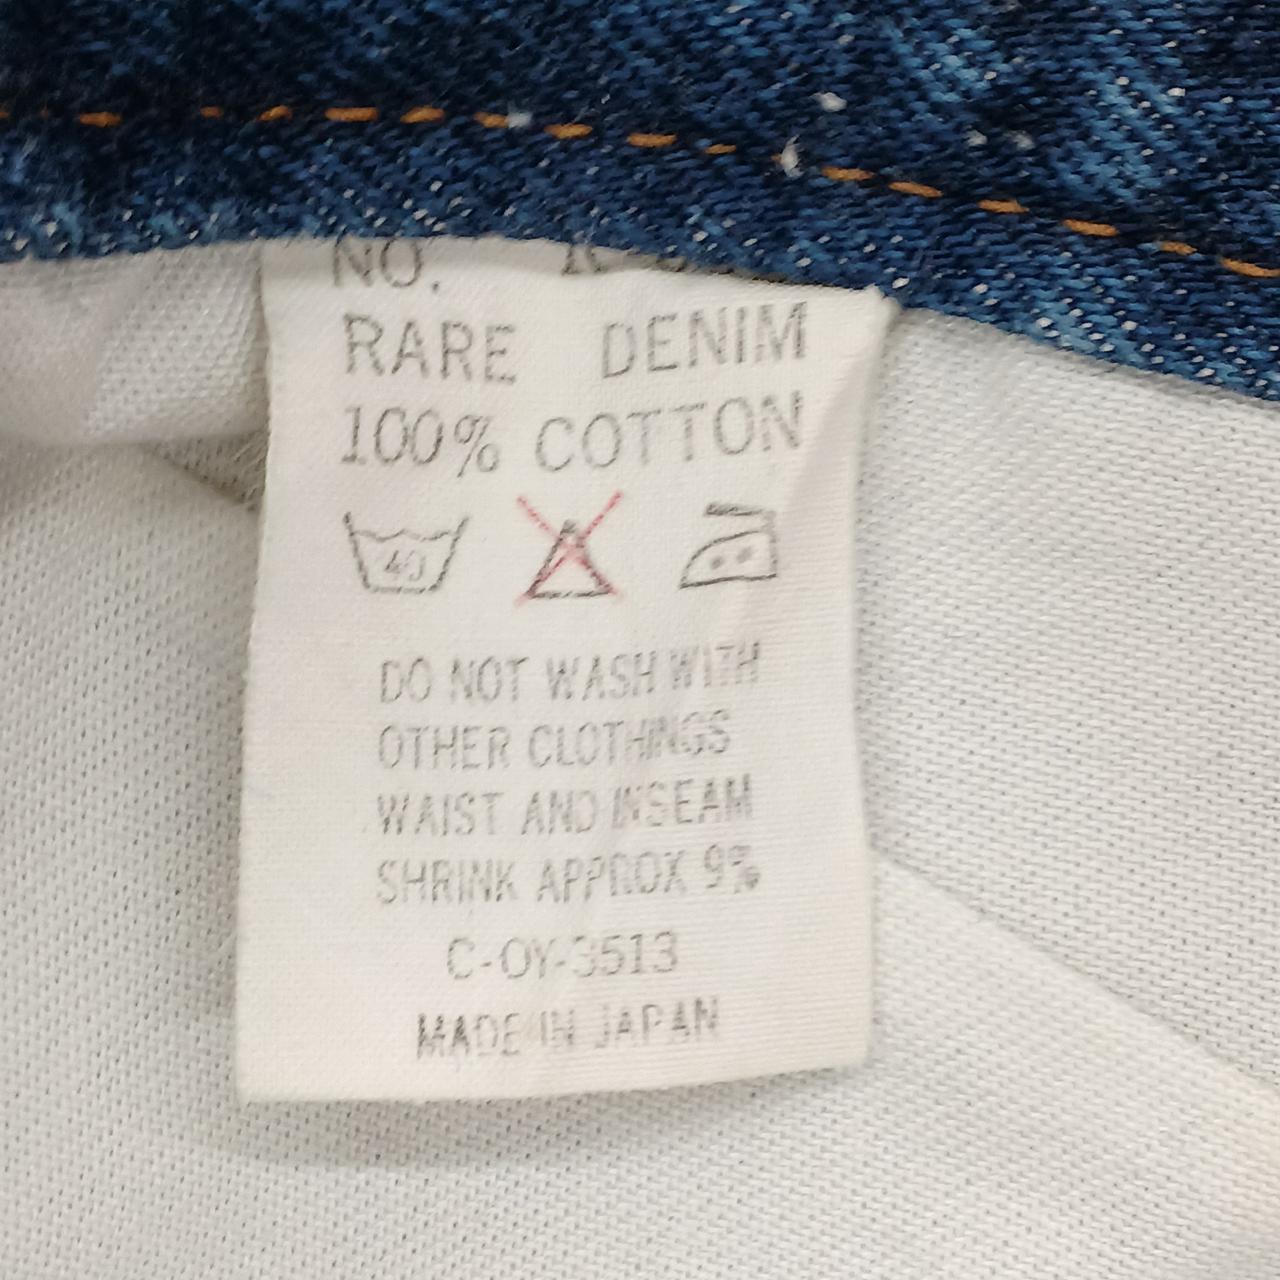 NO.
RARE DENIM
100% COTTON
40
DO NOT WASH WITH
OTHER CLOTHINGS
WAIST AND INSEAM
SHRINK APPROX 9%
C-OY-3513
MADE IN JAPAN